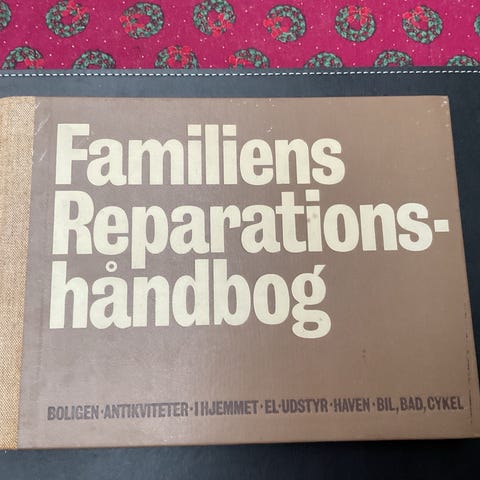 Familiens
Reparations-
håndbog
BOLIGEN·ANTIKVITETER·I HJEMMET·EL-UDSTYR·HAVEN·BIL, BAD, CYKEL